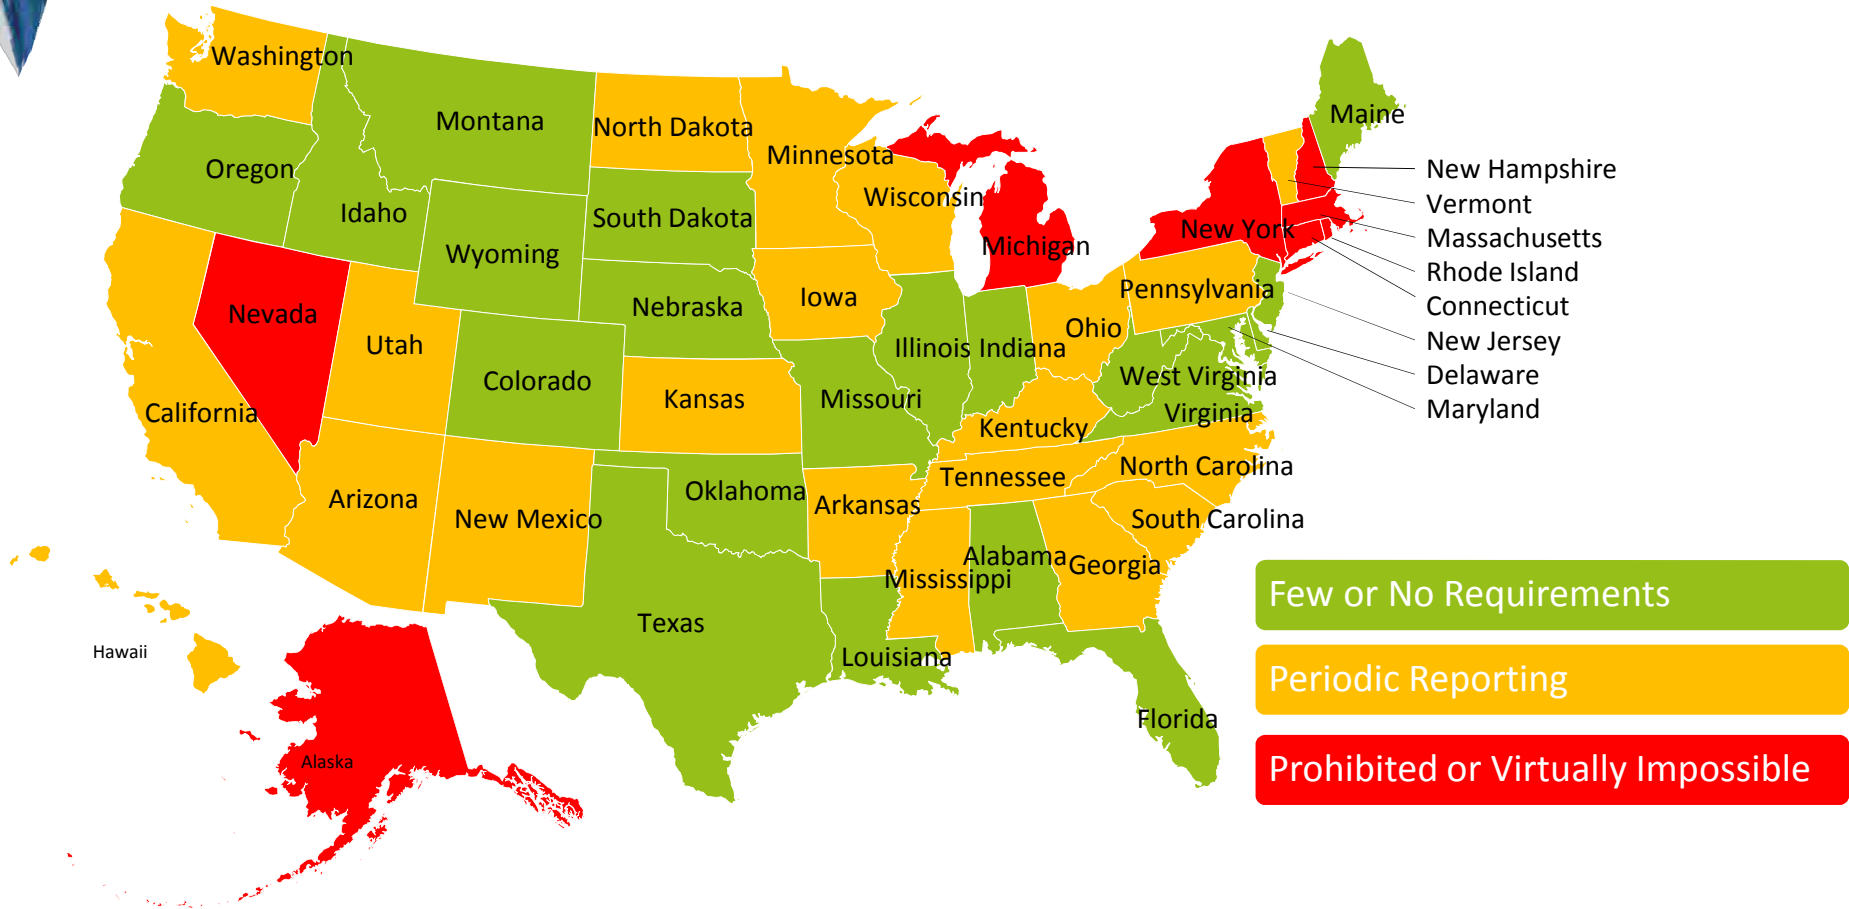 Washington
Montana
North Dakota
Minnesota
Maine
Oregon
Idaho
Wyoming
South Dakota
Wisconsin
Michigan
New York
New Hampshire
Vermont
Massachusetts
Rhode Island
Connecticut
New Jersey
Delaware
Maryland
Nevada
Utah
Colorado
Nebraska
Iowa
Illinois
Indiana
Ohio
Pennsylvania
California
Kansas
Missouri
Kentucky
West Virginia
Virginia
Arizona
New Mexico
Oklahoma
Arkansas
Tennessee
North Carolina
South Carolina
Mississippi
Alabama
Georgia
Texas
Louisiana
Florida
Hawaii
Alaska
Few or No Requirements
Periodic Reporting
Prohibited or Virtually Impossible